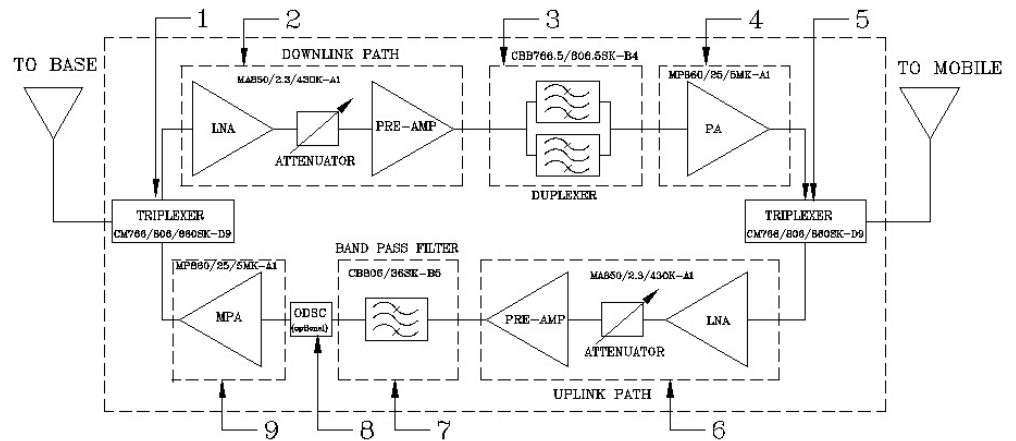 1
2
3
4
5
TO BASE
DOWNLINK PATH
CBB766.5/806.5SK-B4
TO MOBILE
MA850/2.3/430K-A1
MP860/25/5MK-A1
LNA
PRE-AMP
ATTENUATOR
PA
DUPLEXER
TRIPLEXER
CM766/806/860SK-D9
TRIPLEXER
CM766/806/860SK-D9
BAND PASS FILTER
MP860/25/5MK-A1
CB806/36SK-B5
MA850/2.3/430K-A1
MPA
ODSC
(optional)
PRE-AMP
LNA
ATTENUATOR
UPLINK PATH
9
8
7
6